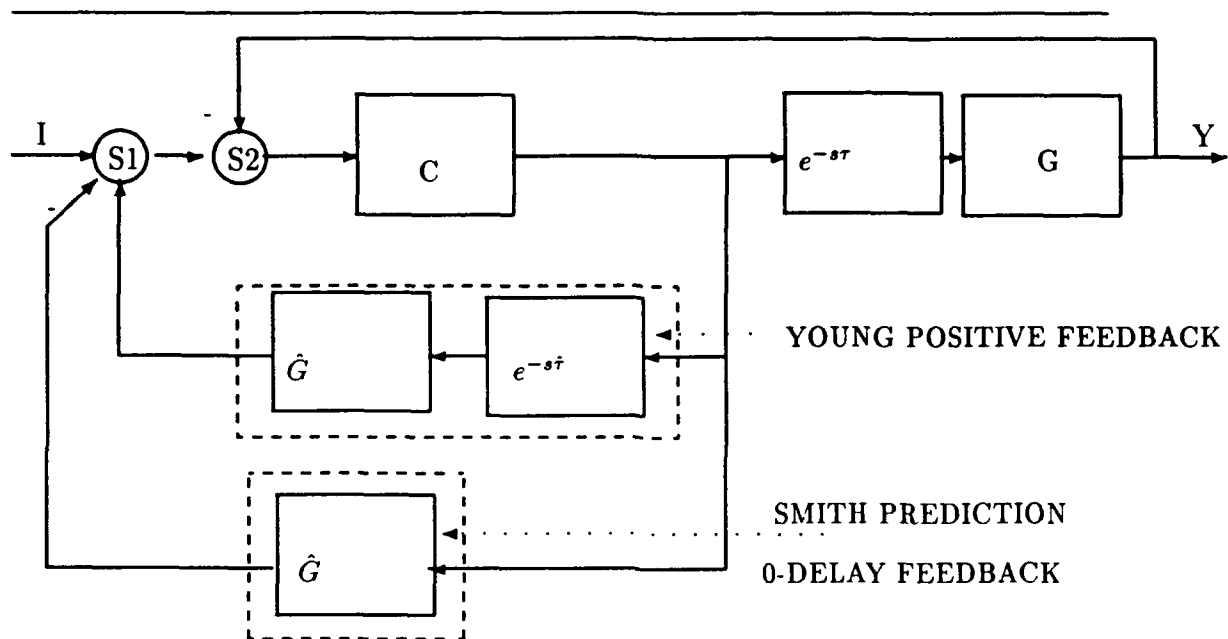 -
I
S1
S2
C
e^{-sτ}
G
Y
-
Ĝ
e^{-sτ̂}
YOUNG POSITIVE FEEDBACK
SMITH PREDICTION
Ĝ
0-DELAY FEEDBACK